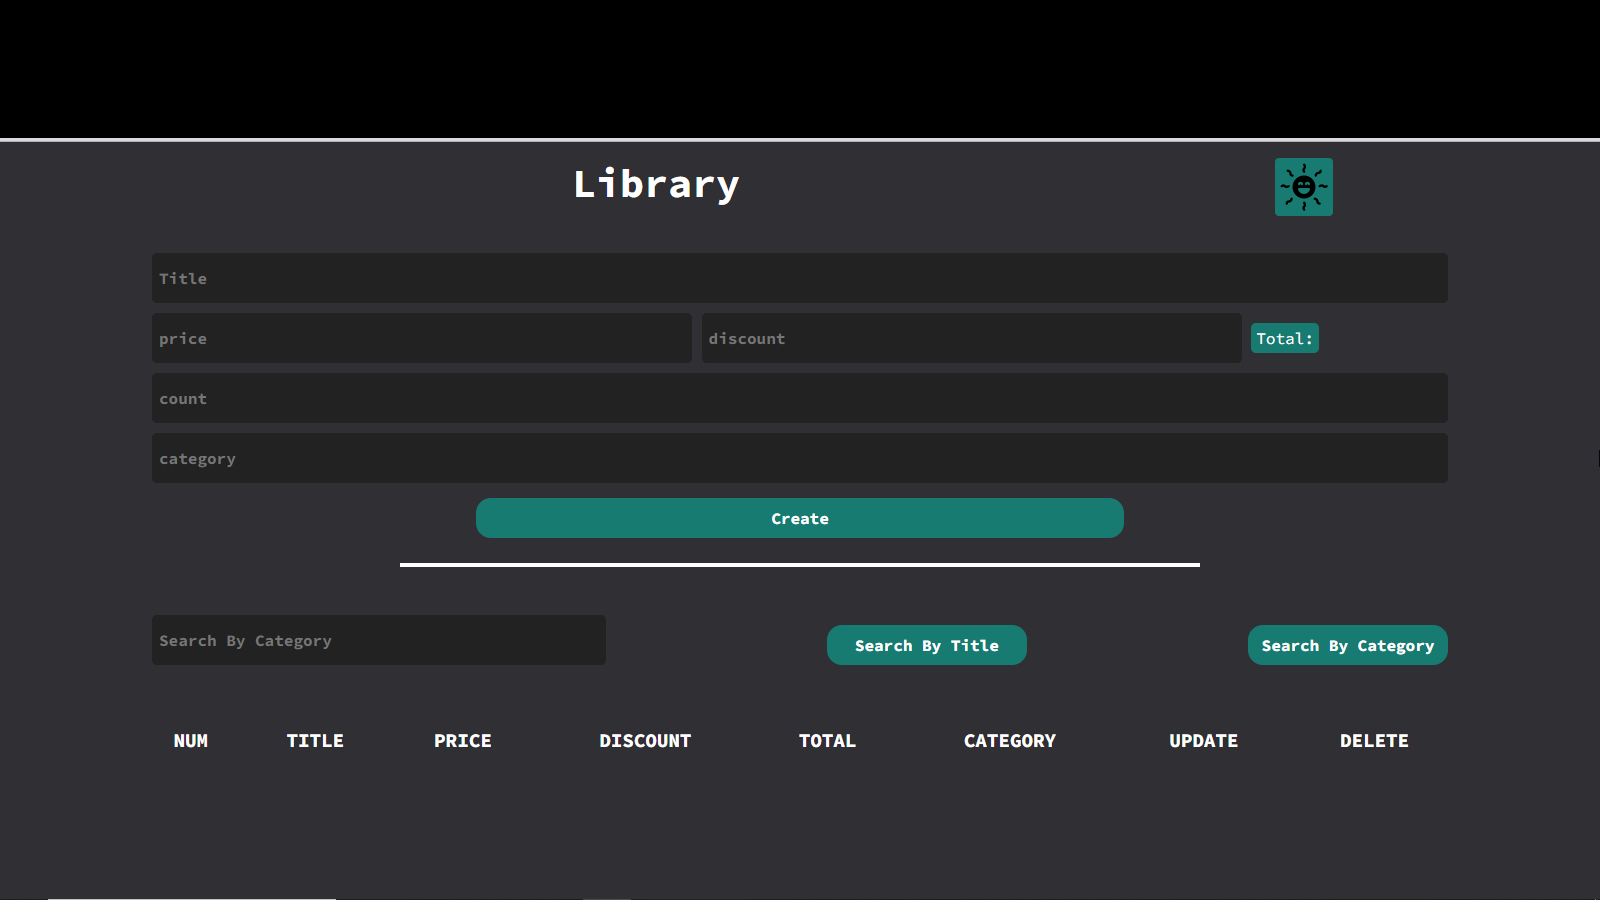 Library
Title
price discount Total:
count
category
Create
Search By Category Search By Title Search By Category
NUM TITLE PRICE DISCOUNT TOTAL CATEGORY UPDATE DELETE